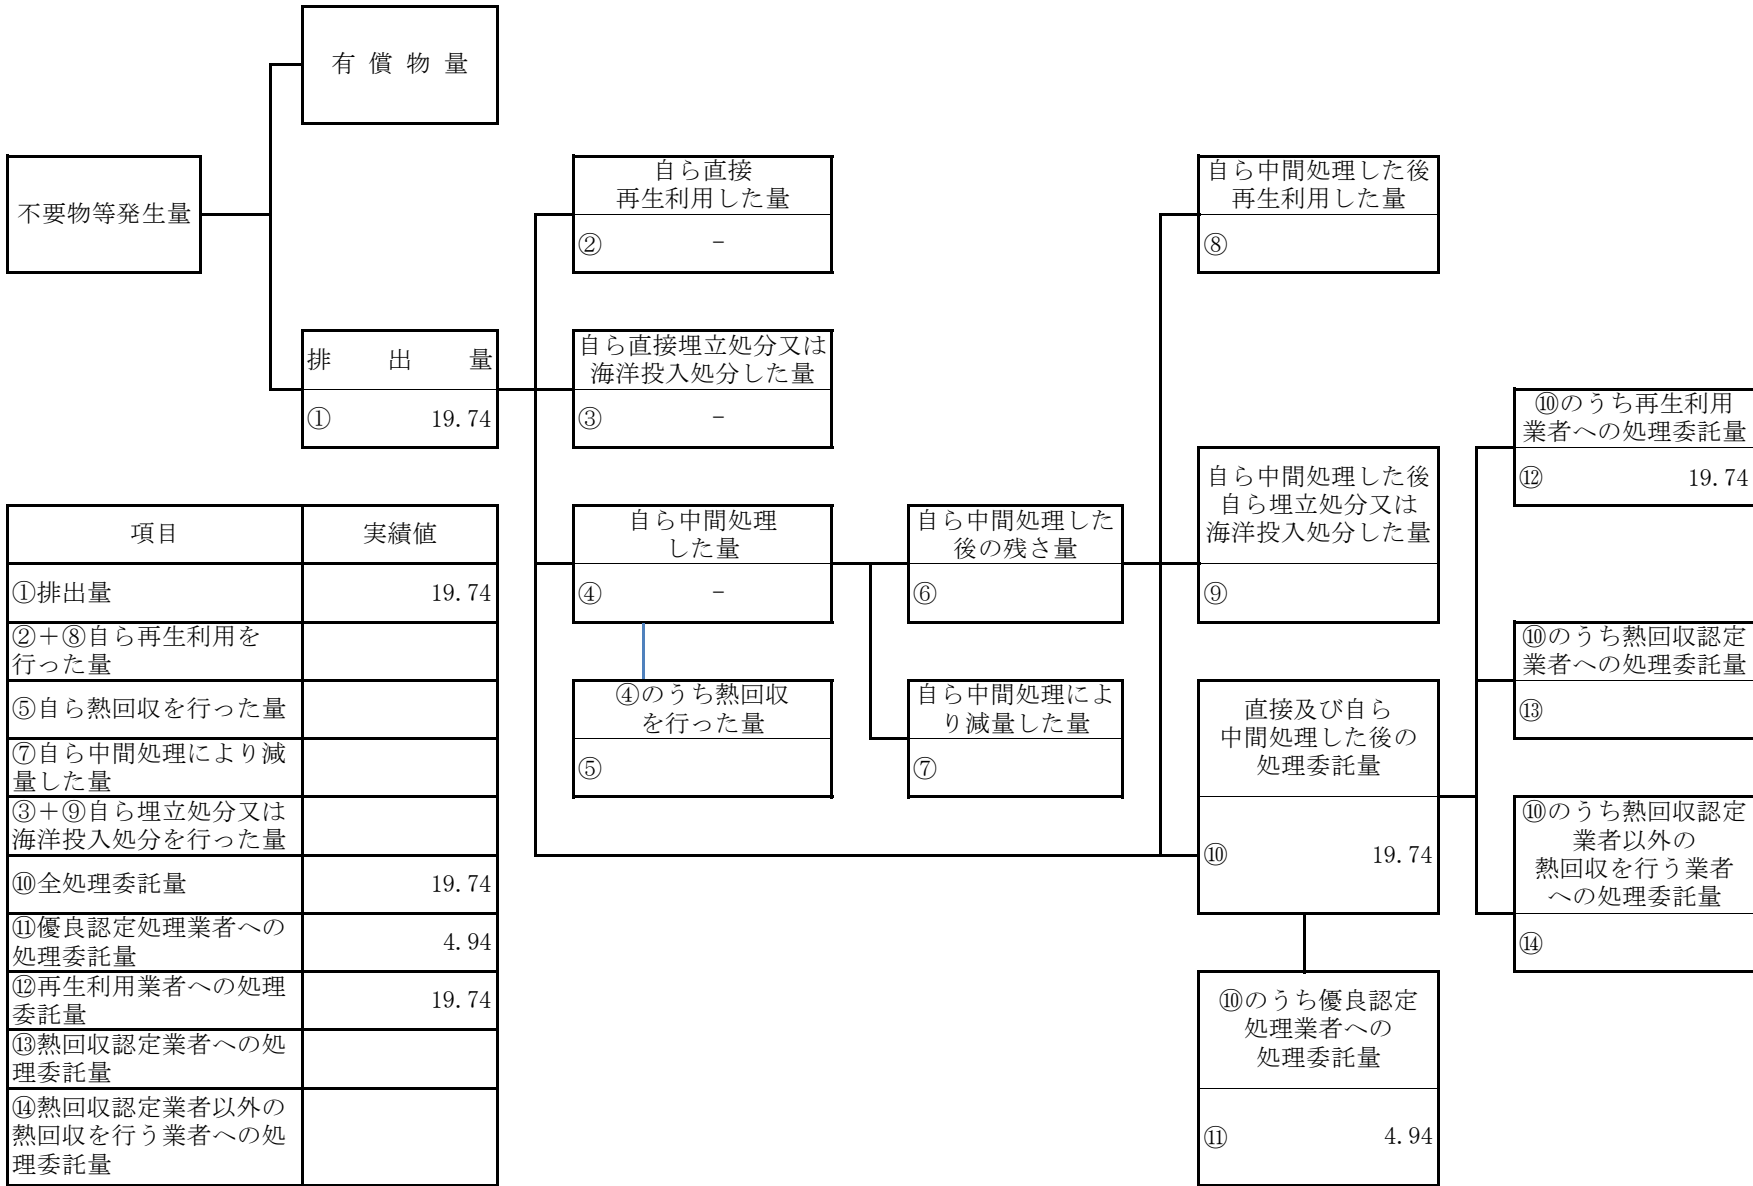 有償物量
不要物等発生量
自ら直接
再生利用した量
② －
自ら中間処理した後
再生利用した量
⑧
排出量
① 19.74
自ら直接埋立処分又は
海洋投入処分した量
③ －
⑩のうち再生利用
業者への処理委託量
⑫ 19.74
自ら中間処理した後
自ら埋立処分又は
海洋投入処分した量
⑨
自ら中間処理
した量
④ －
自ら中間処理した
後の残さ量
⑥
⑩のうち熱回収認定
業者への処理委託量
⑬
④のうち熱回収
を行った量
⑤
自ら中間処理によ
り減量した量
⑦
直接及び自ら
中間処理した後の
処理委託量
⑩ 19.74
⑩のうち熱回収認定
業者以外の
熱回収を行う業者
への処理委託量
⑭
⑩のうち優良認定
処理業者への
処理委託量
⑪ 4.94
項目 実績値
①排出量 19.74
②＋⑧自ら再生利用を
行った量
⑤自ら熱回収を行った量
⑦自ら中間処理により減
量した量
③＋⑨自ら埋立処分又は
海洋投入処分を行った量
⑩全処理委託量 19.74
⑪優良認定処理業者への
処理委託量 4.94
⑫再生利用業者への処理
委託量 19.74
⑬熱回収認定業者への処
理委託量
⑭熱回収認定業者以外の
熱回収を行う業者への処
理委託量